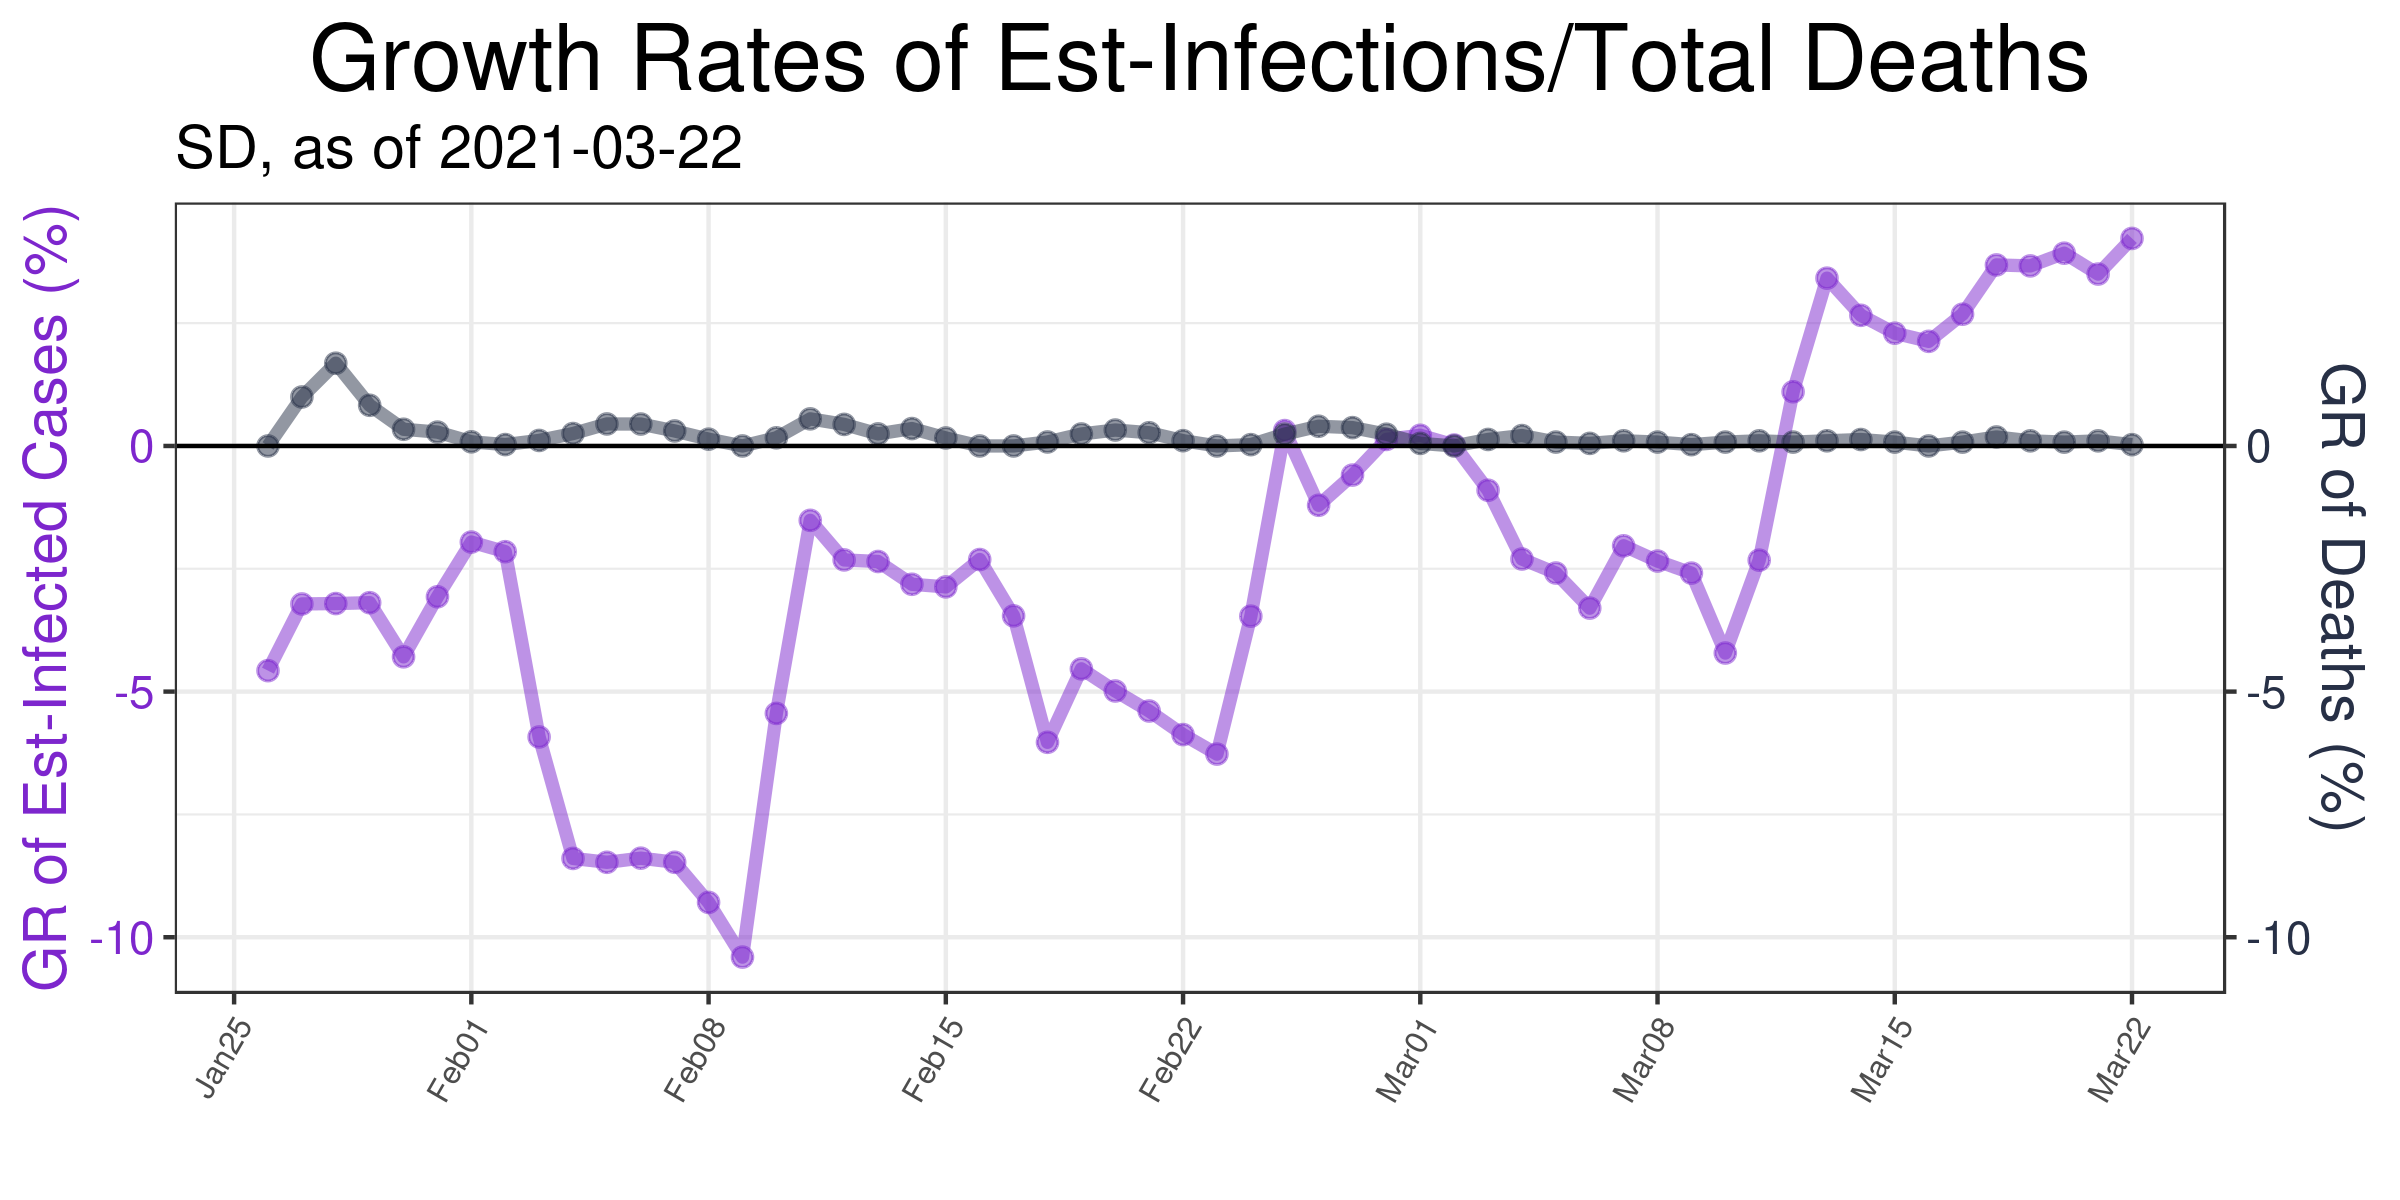 Growth Rates of Est-Infections/Total Deaths
SD, as of 2021-03-22
GR of Est-Infected Cases (%)
0
-5
-10
0
-5
-10
GR of Deaths (%)
Jan25
Feb01
Feb08
Feb15
Feb22
Mar01
Mar08
Mar15
Mar22